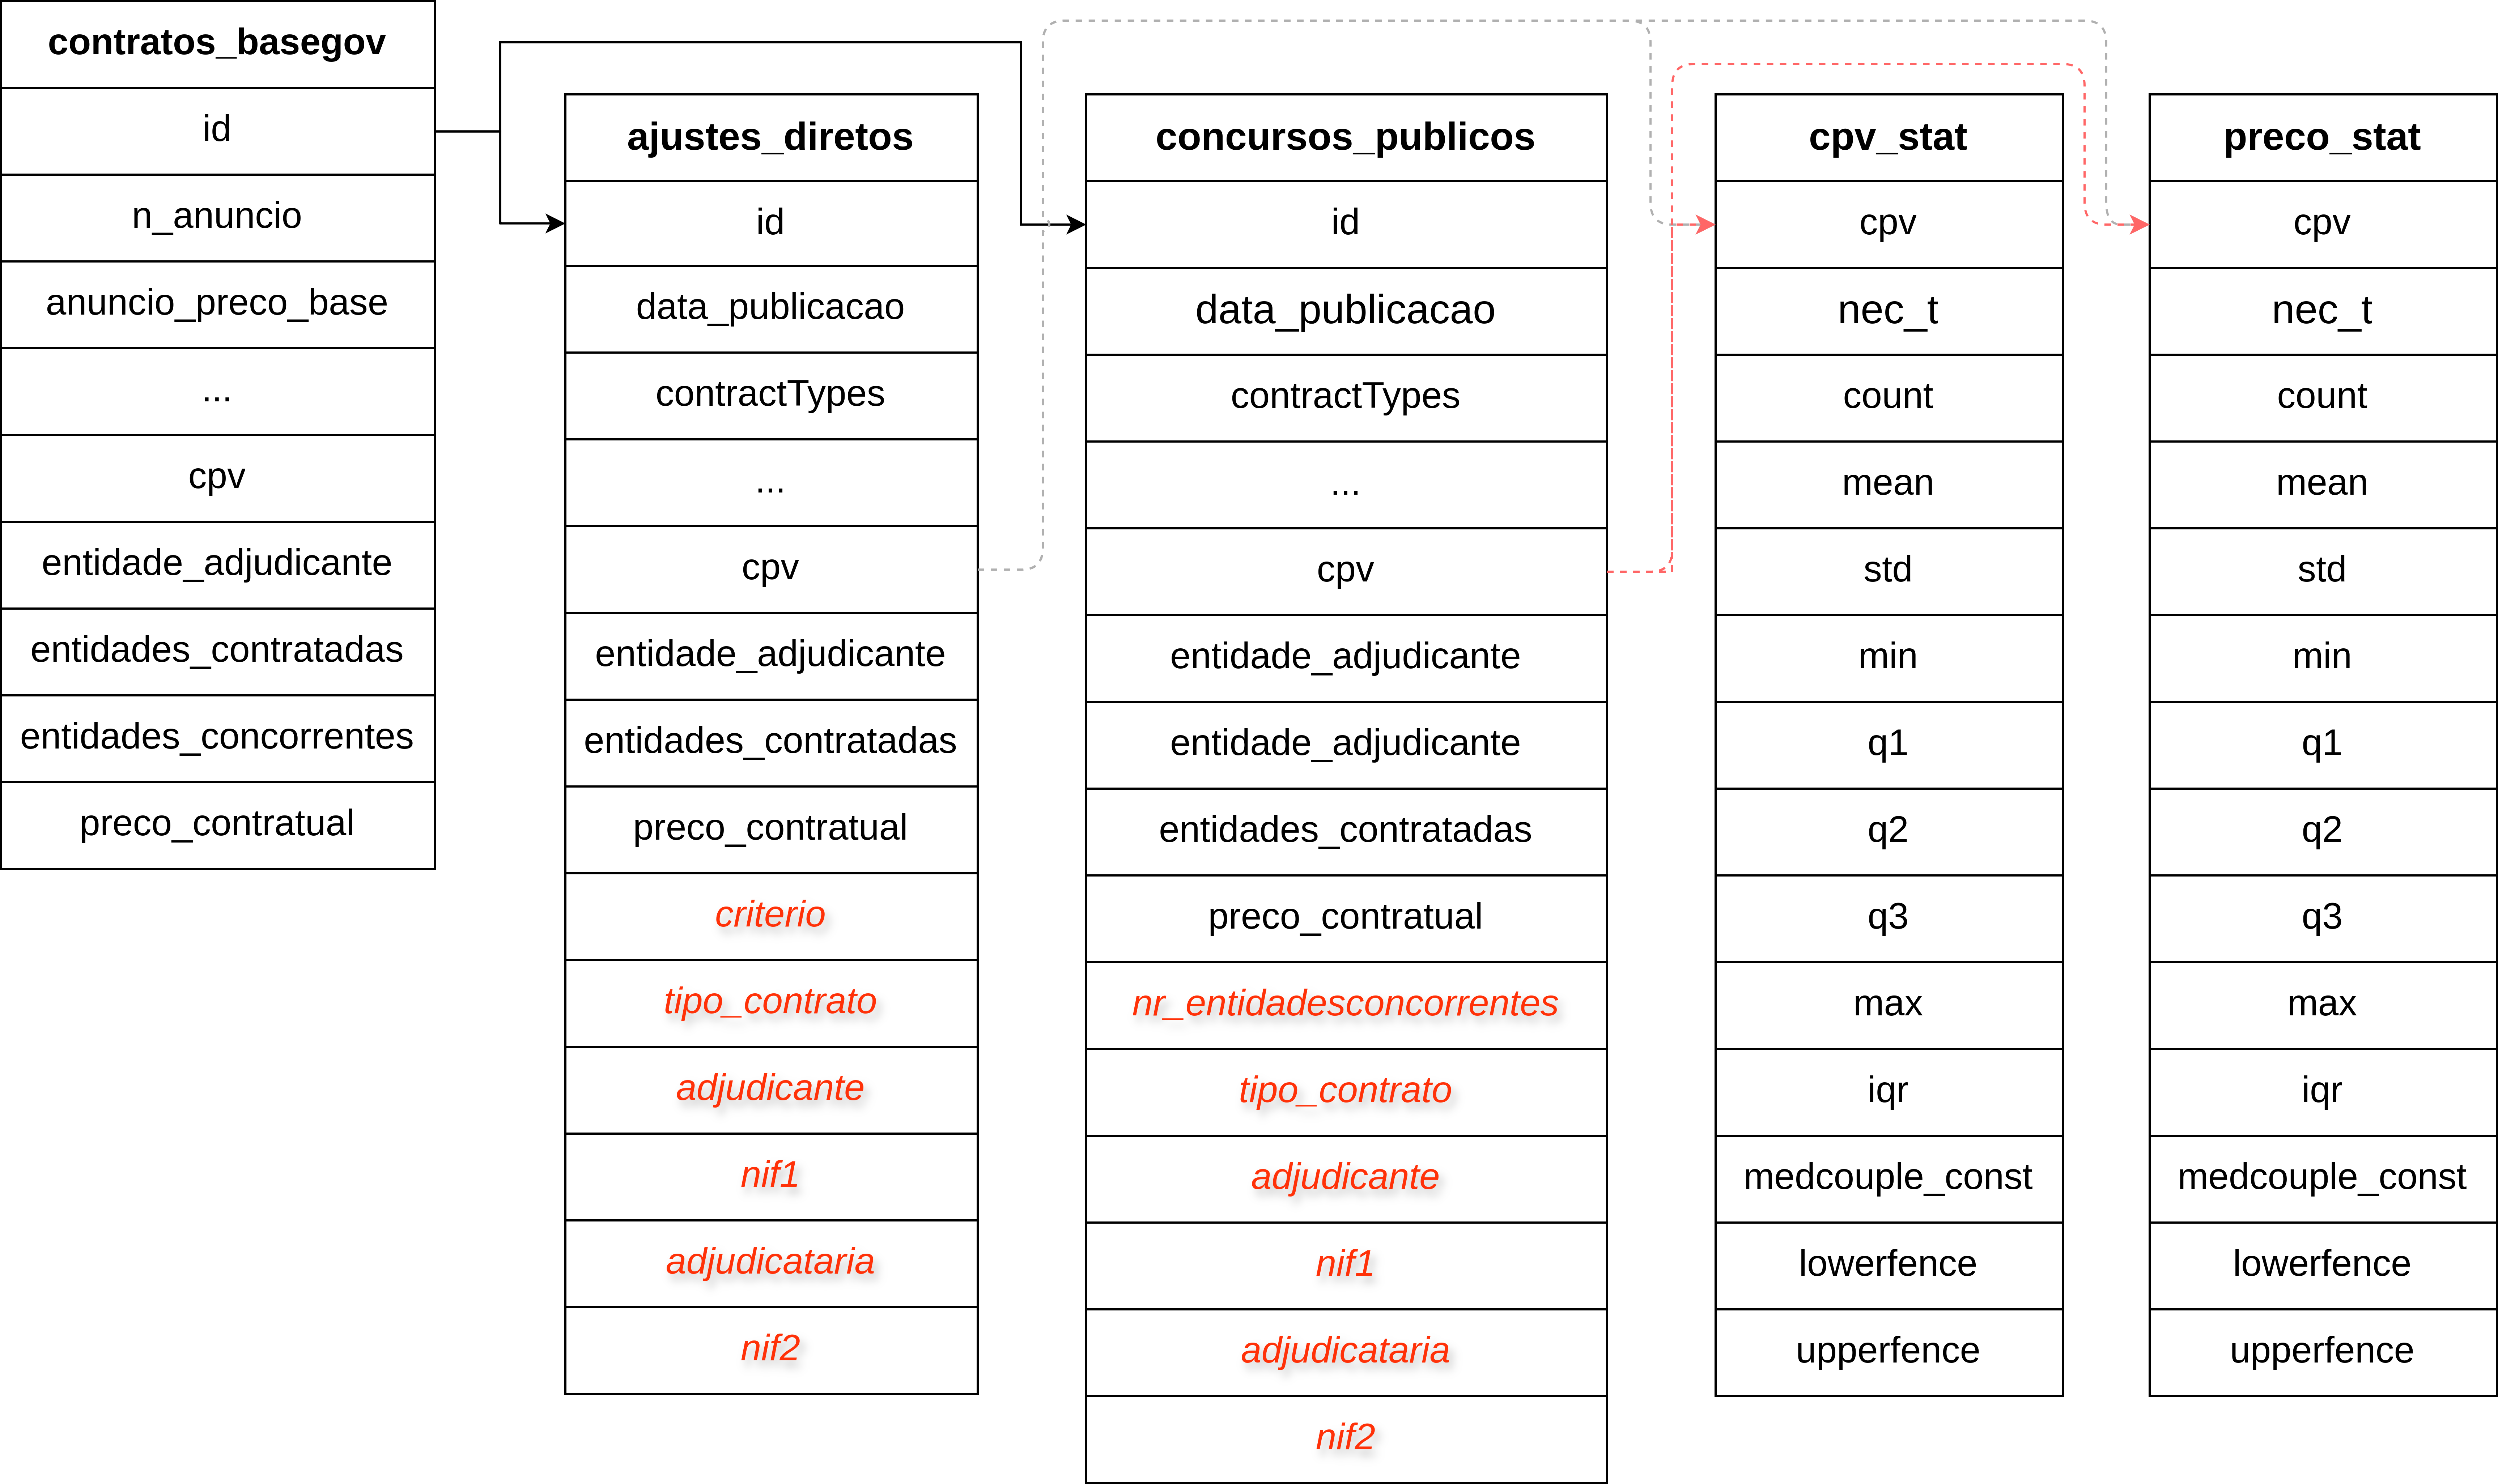 contratos_basegov
id
n_anuncio
anuncio_preco_base
...
cpv
entidade_adjudicante
entidades_contratadas
entidades_concorrentes
preco_contratual
ajustes_diretos
id
data_publicacao
contractTypes
...
cpv
entidade_adjudicante
entidades_contratadas
preco_contratual
criterio
tipo_contrato
adjudicante
nif1
adjudicataria
nif2
concursos_publicos
id
data_publicacao
contractTypes
...
cpv
entidade_adjudicante
entidade_adjudicante
entidades_contratadas
preco_contratual
nr_entidadesconcorrentes
tipo_contrato
adjudicante
nif1
adjudicataria
nif2
cpv_stat
cpv
nec_t
count
mean
std
min
q1
q2
q3
max
iqr
medcouple_const
lowerfence
upperfence
preco_stat
cpv
nec_t
count
mean
std
min
q1
q2
q3
max
iqr
medcouple_const
lowerfence
upperfence